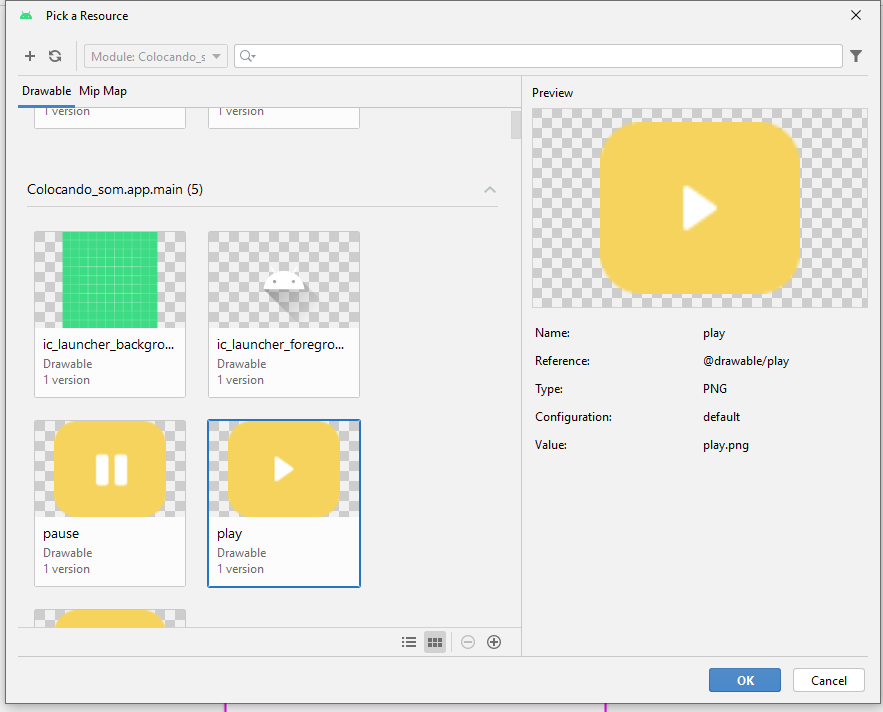 Pick a Resource
Module: Colocando_s
Drawable Mip Map
1 version 1 version
Colocando_som.app.main (5)
ic_launcher_backgro... ic_launcher_foregro...
Drawable Drawable
1 version 1 version
pause play
Drawable Drawable
1 version 1 version
Preview
Name: play
Reference: @drawable/play
Type: PNG
Configuration: default
Value: play.png
OK Cancel